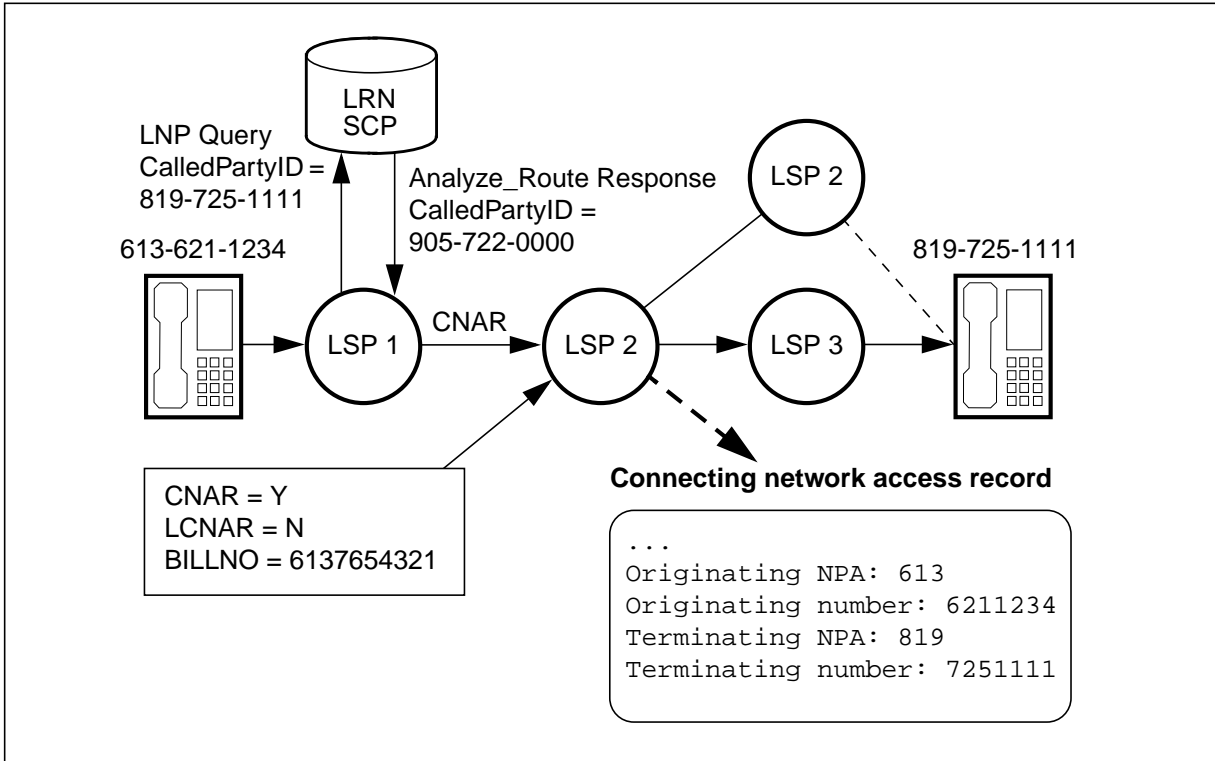 LRN
SCP
LNP Query
CalledPartyID =
819-725-1111
Analyze_Route Response
CalledPartyID =
905-722-0000
LSP 2
613-621-1234
819-725-1111
LSP 1
CNAR
LSP 2
LSP 3
CNAR = Y
LCNAR = N
BILLNO = 6137654321
Connecting network access record
...
Originating NPA: 613
Originating number: 6211234
Terminating NPA: 819
Terminating number: 7251111